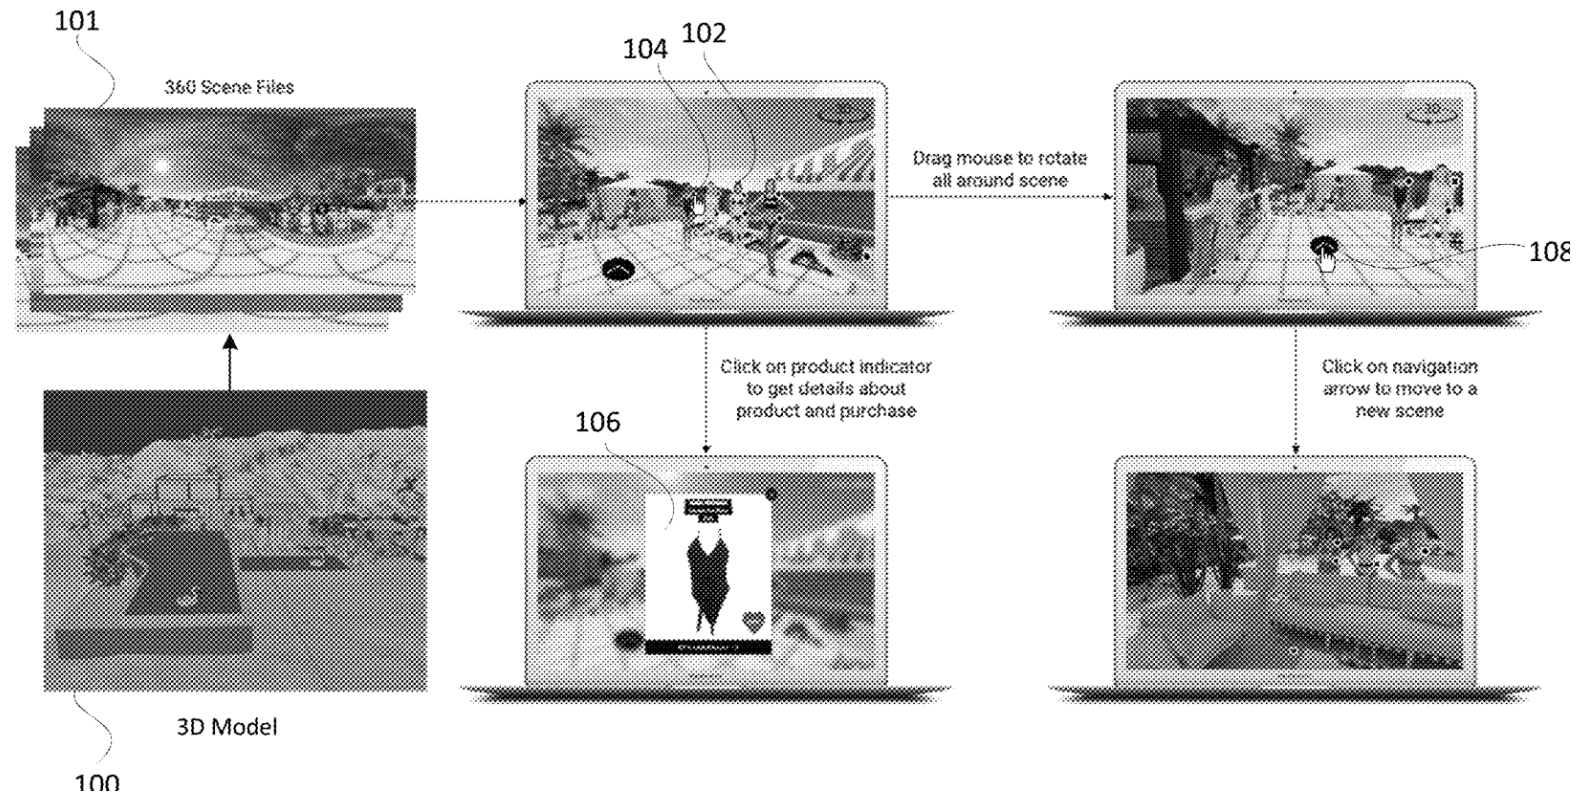 101
360 Scene Files
104
102
Drag mouse to rotate
all around scene
108
Click on product indicator
to get details about
product and purchase
106
Click on navigation
arrow to move to a
new scene
3D Model
100